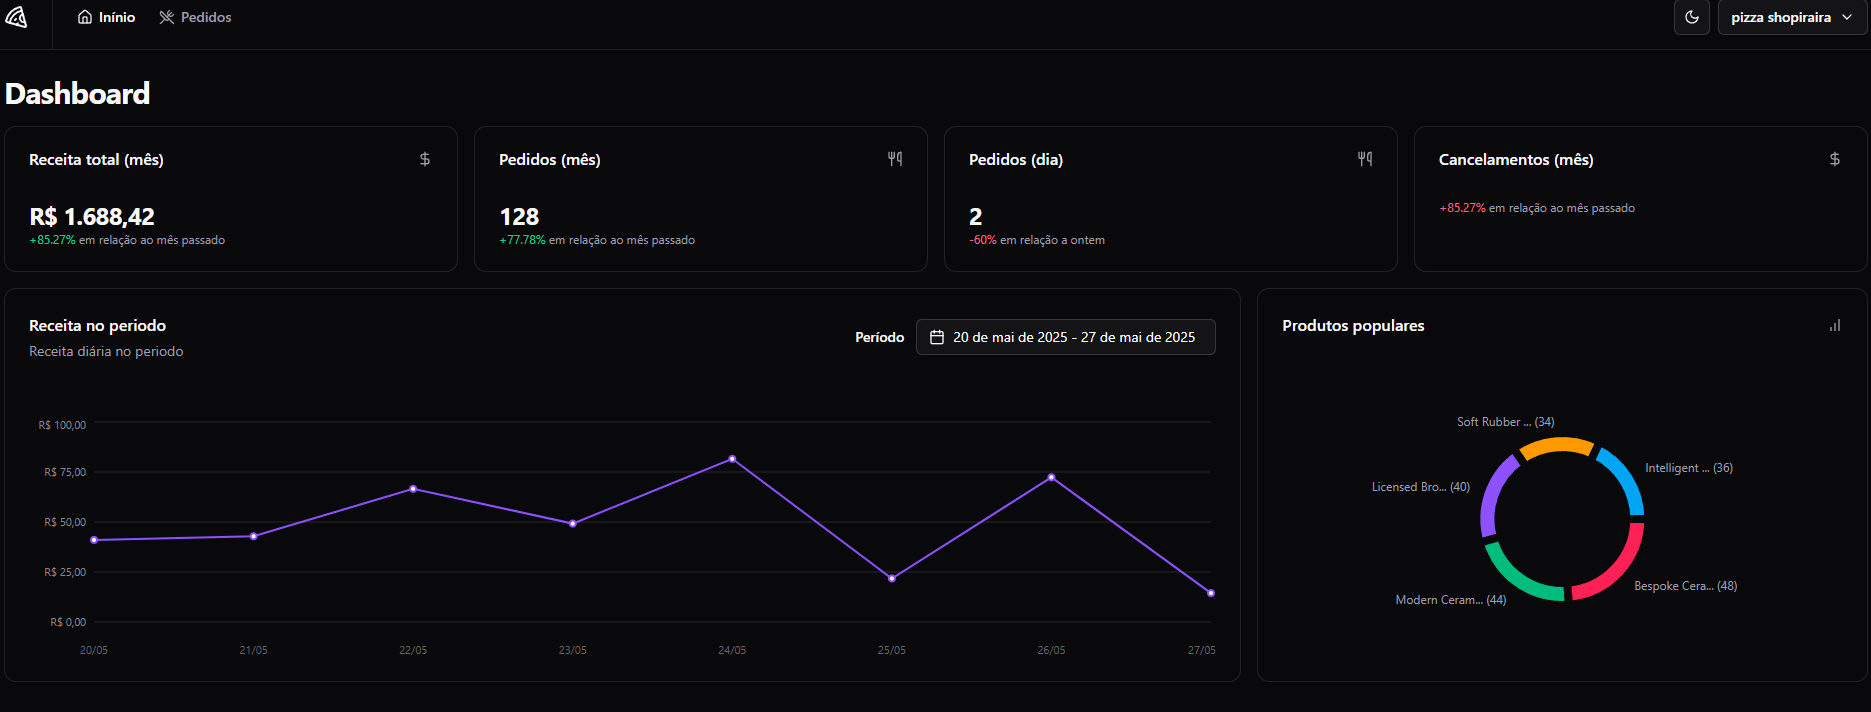 Inínio
Pedidos
pizza shopiraira
Dashboard
Receita total (mês)
$
R$ 1.688,42
+85.27% em relação ao mês passado
Pedidos (mês)
128
+77.78% em relação ao mês passado
Pedidos (dia)
2
-60% em relação a ontem
Cancelamentos (mês)
$
+85.27% em relação ao mês passado
Receita no periodo
Receita diária no periodo
Período
20 de mai de 2025 - 27 de mai de 2025
R$ 100,00
R$ 75,00
R$ 50,00
R$ 25,00
R$ 0,00
20/05
21/05
22/05
23/05
24/05
25/05
26/05
27/05
Produtos populares
Soft Rubber ... (34)
Intelligent ... (36)
Licensed Bro... (40)
Bespoke Cera... (48)
Modern Ceram... (44)